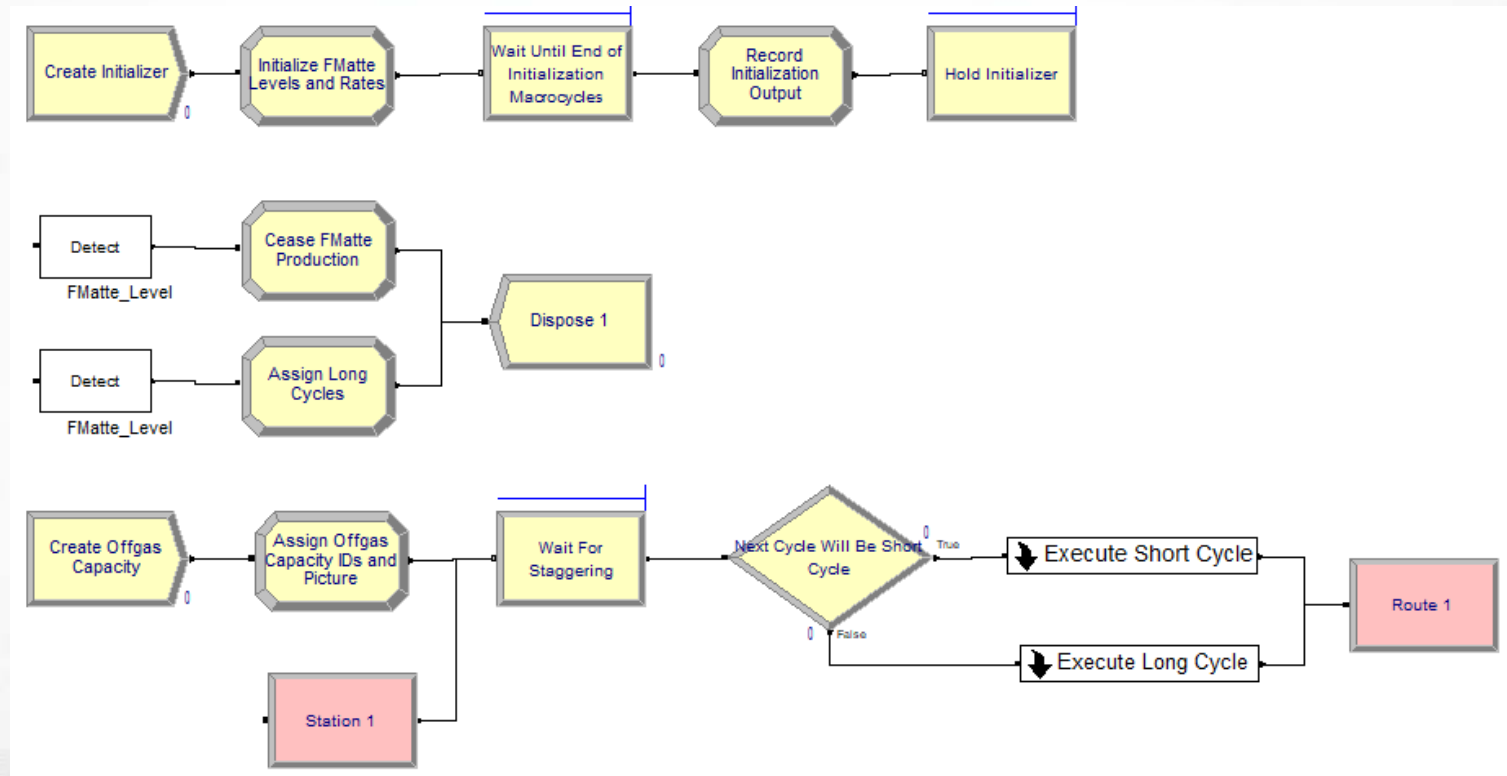 Create Initializer
0
Initialize FMatte
Levels and Rates
Wait Until End of
Initialization
Macrocycles
Record
Initialization
Output
Hold Initializer
Detect
FMatte_Level
Cease FMatte
Production
Detect
FMatte_Level
Assign Long
Cycles
Dispose 1
0
Create Offgas
Capacity
0
Assign Offgas
Capacity IDs and
Picture
Station 1
Wait For
Staggering
Next Cycle Will Be Short
Cycle
0
True
0
False
Execute Short Cycle
Execute Long Cycle
Route 1